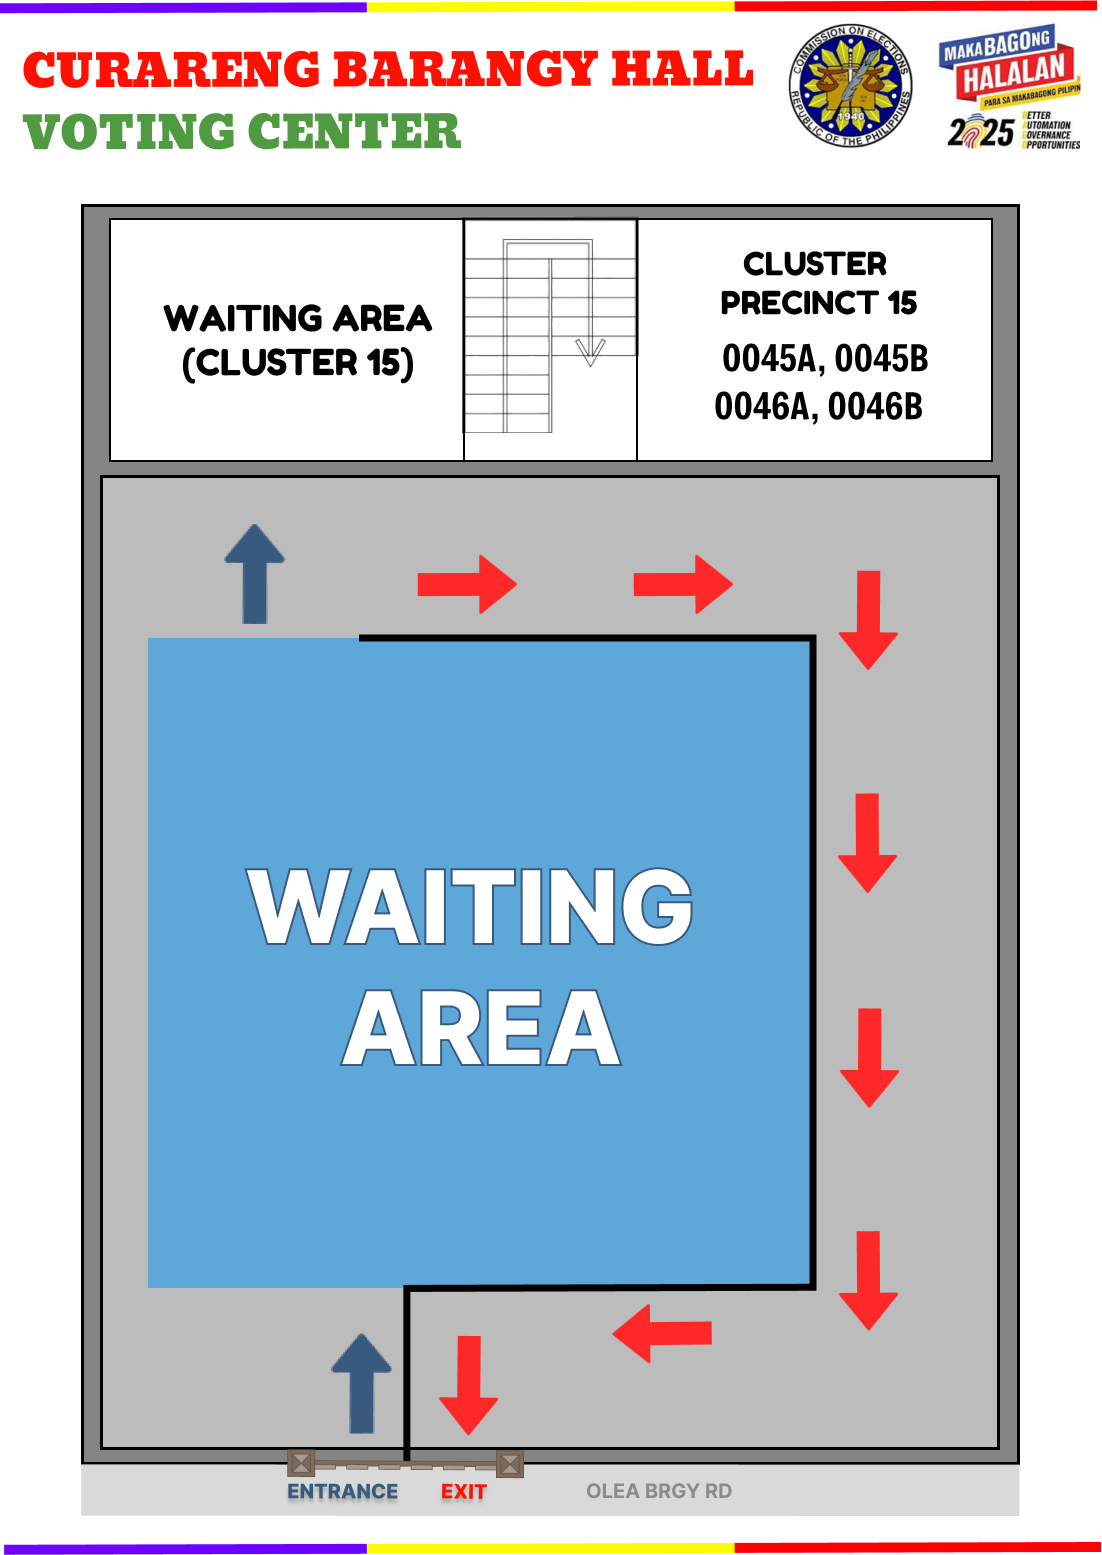 CURARENG BARANGY HALL
VOTING CENTER
COMMISSION ON ELECTIONS
1940
REPUBLIC OF THE PHILIPPINES
MAKABAGONG
HALALAN
PARA SA MAKABAGONG PILIPIN
2025
BETTER
AUTOMATION
GOVERNANCE
OPPORTUNITIES
WAITING AREA
(CLUSTER 15)
CLUSTER
PRECINCT 15
0045A, 0045B
0046A, 0046B
WAITING
AREA
ENTRANCE
EXIT
OLEA BRGY RD